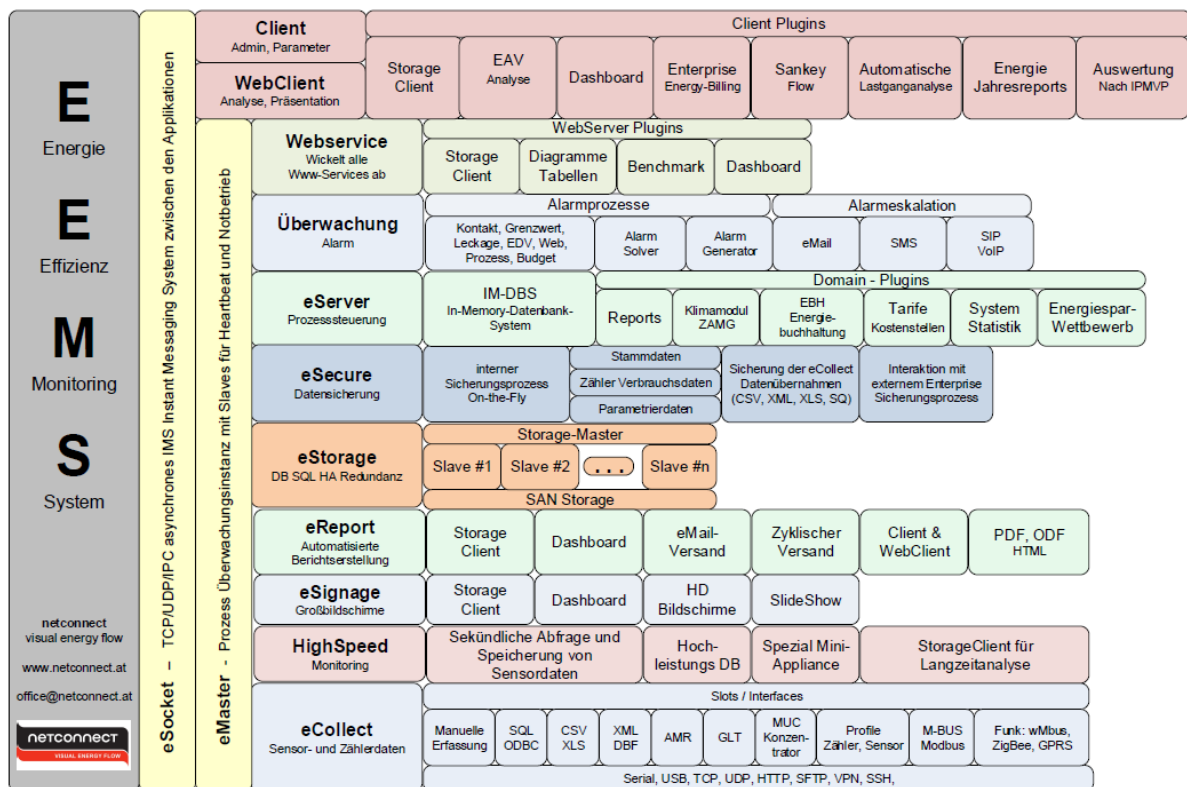 E
Energie
E
Effizienz
M
Monitoring
S
System
netconnect
visual energy flow
www.netconnect.at
office@netconnect.at
netconnect
VISUAL ENERGY FLOW
eSocket – TCP/UDP/IPC asynchrones IMS Instant Messaging System zwischen den Applikationen
eMaster - Prozess Überwachungsinstanz mit Slaves für Heartbeat und Notbetrieb
Client
Admin, Parameter
WebClient
Analyse, Präsentation
Client Plugins
Storage
Client
EAV
Analyse
Dashboard
Enterprise
Energy-Billing
Sankey
Flow
Automatische
Lastganganalyse
Energie
Jahresreports
Auswertung
Nach IPMVP
Webservice
Wickelt alle
Www-Services ab
WebServer Plugins
Storage
Client
Diagramme
Tabellen
Benchmark
Dashboard
Überwachung
Alarm
Alarmprozesse
Kontakt, Grenzwert,
Leckage, EDV, Web,
Prozess, Budget
Alarm
Solver
Alarm
Generator
Alarmeskalation
eMail
SMS
SIP
VoIP
eServer
Prozesssteuerung
IM-DBS
In-Memory-Datenbank-
System
Domain - Plugins
Reports
Klimamodul
ZAMG
EBH
Energie-
buchhaltung
Tarife
Kostenstellen
System
Statistik
Energiespar-
Wettbewerb
eSecure
Datensicherung
interner
Sicherungsprozess
On-the-Fly
Stammdaten
Zähler Verbrauchsdaten
Parametrierdaten
Sicherung der eCollect
Datenübernahmen
(CSV, XML, XLS, SQ)
Interaktion mit
externem Enterprise
Sicherungsprozess
eStorage
DB SQL HA Redundanz
Storage-Master
Slave #1
Slave #2
. . .
Slave #n
SAN Storage
eReport
Automatisierte
Berichtserstellung
Storage
Client
Dashboard
eMail-
Versand
Zyklischer
Versand
Client &
WebClient
PDF, ODF
HTML
eSignage
Großbildschirme
Storage
Client
Dashboard
HD
Bildschirme
SlideShow
HighSpeed
Monitoring
Sekündliche Abfrage und
Speicherung von
Sensordaten
Hoch-
leistungs DB
Spezial Mini-
Appliance
StorageClient für
Langzeitanalyse
eCollect
Sensor- und Zählerdaten
Slots / Interfaces
Manuelle
Erfassung
SQL
ODBC
CSV
XLS
XML
DBF
AMR
GLT
MUC
Konzen-
trator
Profile
Zähler, Sensor
M-BUS
Modbus
Funk: wMbus,
ZigBee, GPRS
Serial, USB, TCP, UDP, HTTP, SFTP, VPN, SSH,